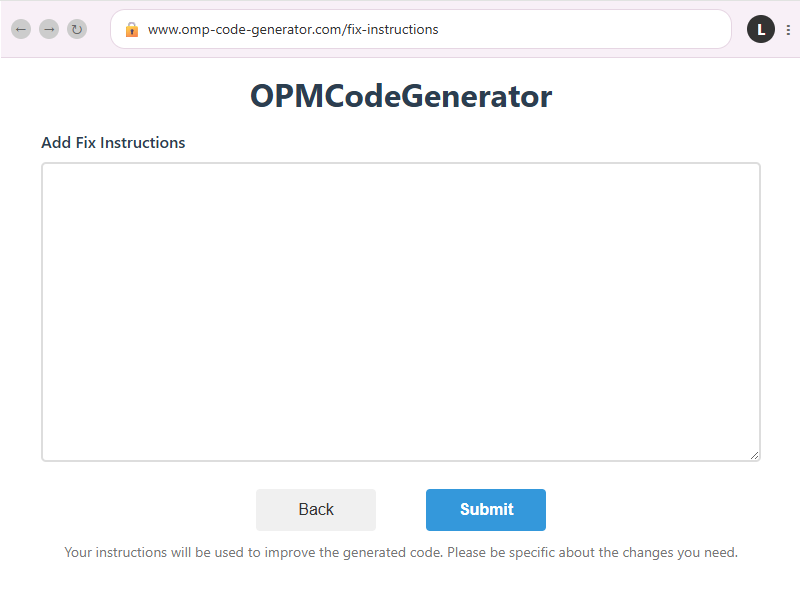 www.omp-code-generator.com/fix-instructions
L
OPMCodeGenerator
Add Fix Instructions
Back
Submit
Your instructions will be used to improve the generated code. Please be specific about the changes you need.